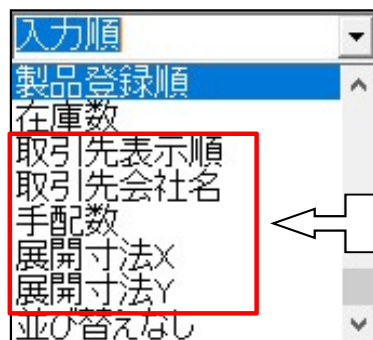 入力順
製品登録順
在庫数
取引先表示順
取引先会社名
手配数
展開寸法X
展開寸法Y
並び替えなし